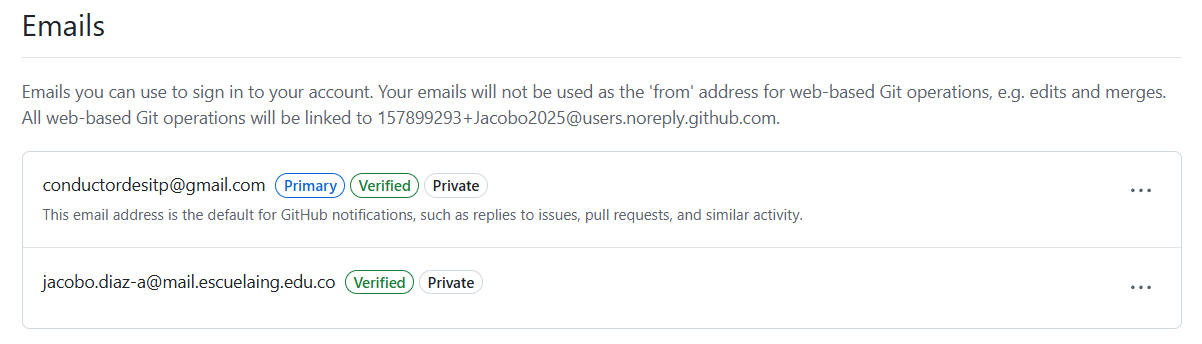 Emails
Emails you can use to sign in to your account. Your emails will not be used as the 'from' address for web-based Git operations, e.g. edits and merges.
All web-based Git operations will be linked to 157899293+Jacobo2025@users.noreply.github.com.
conductordesitp@gmail.com Primary Verified Private
This email address is the default for GitHub notifications, such as replies to issues, pull requests, and similar activity.
jacobo.diaz-a@mail.escuelaing.edu.co Verified Private